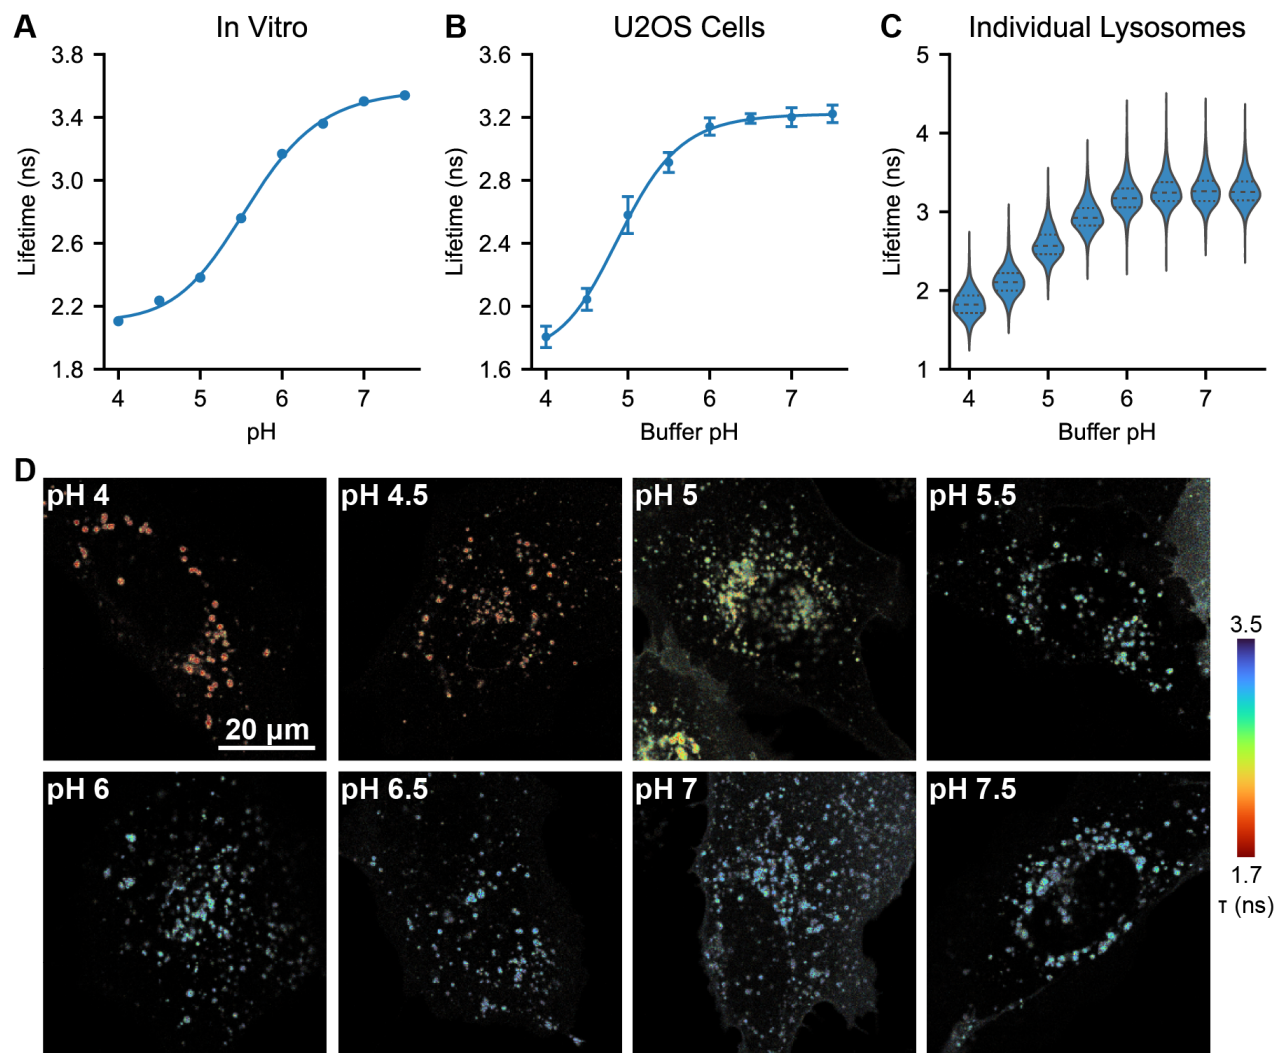 A In Vitro
Lifetime (ns)
3.8
3.4
3.0
2.6
2.2
1.8
4 5 6 7
pH
B U2OS Cells
Lifetime (ns)
3.6
3.2
2.8
2.4
2.0
1.6
4 5 6 7
Buffer pH
C Individual Lysosomes
Lifetime (ns)
5
4
3
2
1
4 5 6 7
Buffer pH
D
pH 4
20 μm
pH 4.5
pH 5
pH 5.5
pH 6
pH 6.5
pH 7
pH 7.5
3.5
1.7
τ (ns)